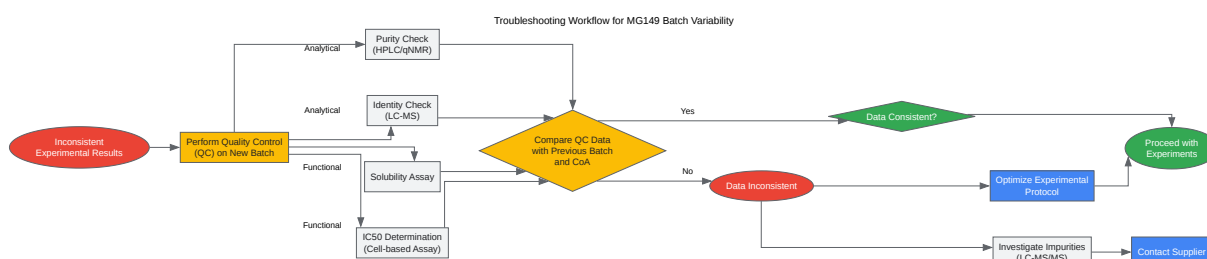 Troubleshooting Workflow for MG149 Batch Variability
Inconsistent
Experimental Results
Perform Quality Control
(QC) on New Batch
Analytical
Purity Check
(HPLC/qNMR)
Analytical
Identity Check
(LC-MS)
Functional
Solubility Assay
Functional
IC50 Determination
(Cell-based Assay)
Compare QC Data
with Previous Batch
and CoA
Yes
Data Consistent?
Proceed with
Experiments
No
Data Inconsistent
Optimize Experimental
Protocol
Investigate Impurities
(LC-MS/MS)
Contact Supplier